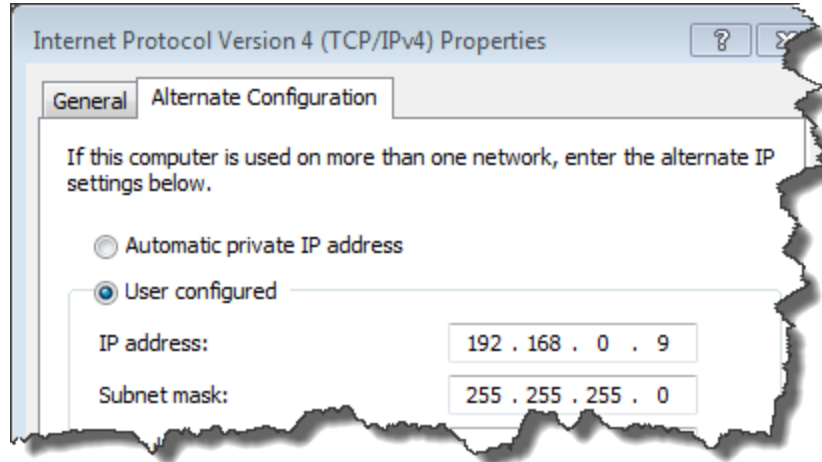 Internet Protocol Version 4 (TCP/IPv4) Properties
General Alternate Configuration
If this computer is used on more than one network, enter the alternate IP
settings below.
Automatic private IP address
User configured
IP address: 192 . 168 . 0 . 9
Subnet mask: 255 . 255 . 255 . 0